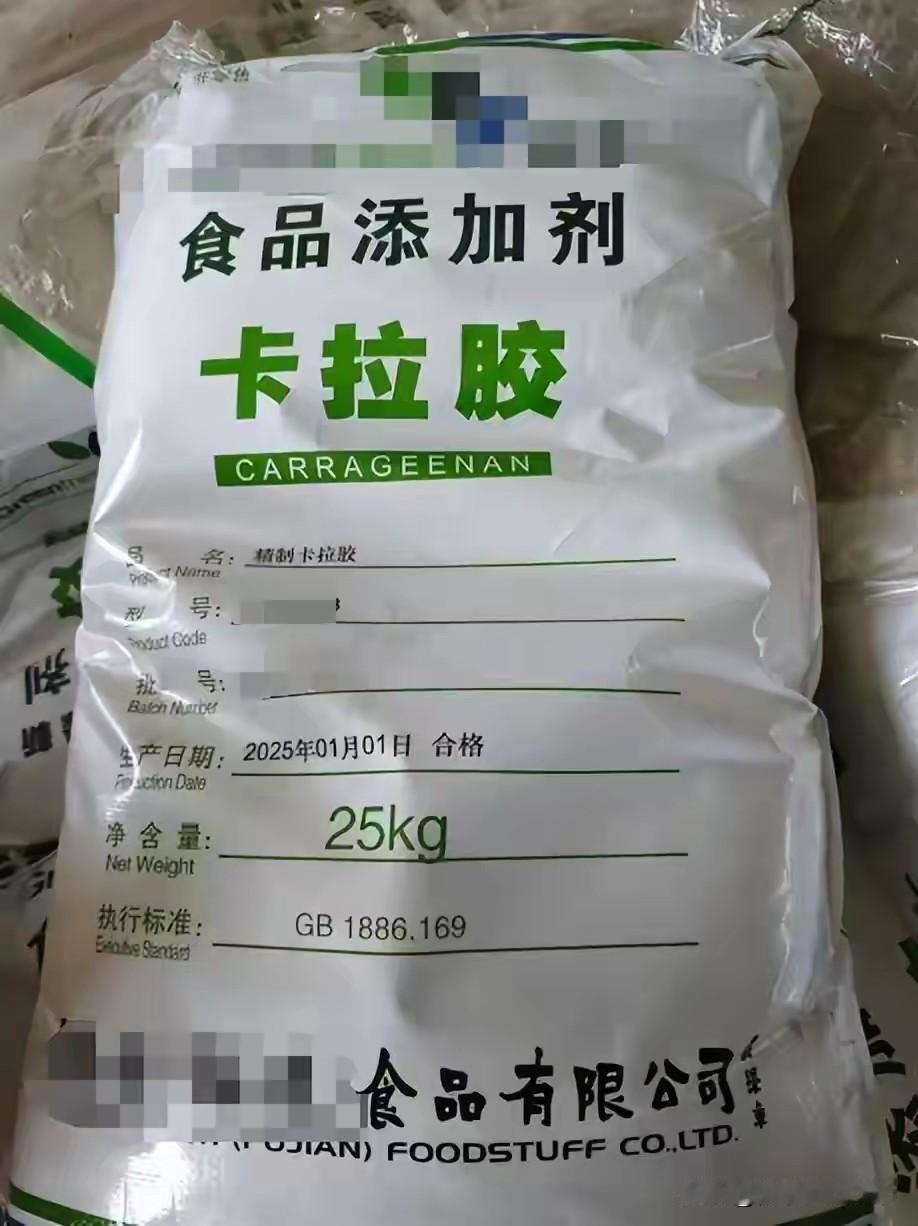 食品添加剂
卡拉胶
CARRAGEENAN
品 名: 精制卡拉胶
Product Name
型 号:
Product Code
批 号:
Batch Number
生产日期: 2025年01月01日 合格
Production Date
净含量: 25kg
Net Weight
执行标准: GB 1886.169
Executive Standard
食品有限公司
(FUJIAN) FOODSTUFF CO.,LTD.